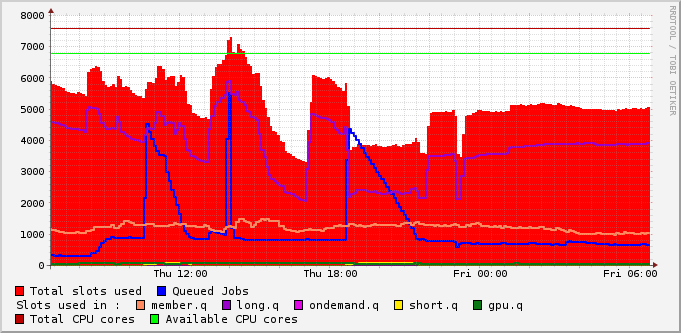 8000
7000
6000
5000
4000
3000
2000
1000
0
Thu 12:00 Thu 18:00 Fri 00:00 Fri 06:00
RRDTOOL / TOBI OETIKER
Total slots used Queued Jobs
Slots used in : member.q long.q ondemand.q short.q gpu.q
Total CPU cores Available CPU cores